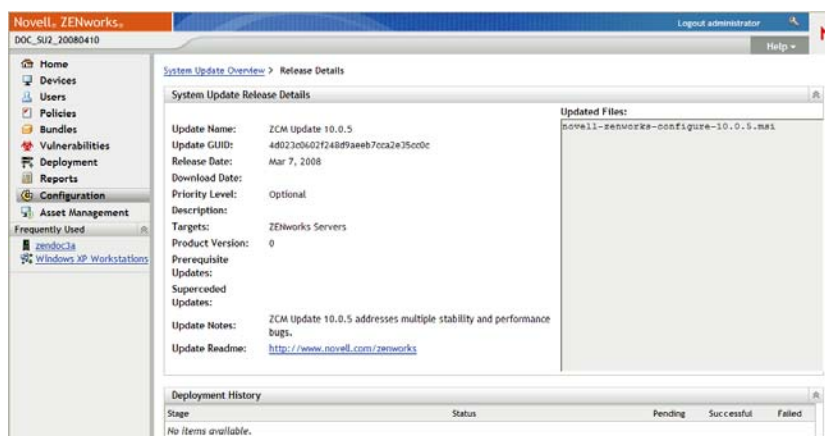 Novell® ZENworks®
Logout administrator
DOC_SU2_20080410
Help
Home
Devices
Users
Policies
Bundles
Vulnerabilities
Deployment
Reports
Configuration
Asset Management
Frequently Used
zendoc3a
Windows XP Workstations
System Update Overview > Release Details
System Update Release Details
Update Name: ZCM Update 10.0.5
Update GUID: 4d023c0602f248d9aeeb7cca2e35cc0c
Release Date: Mar 7, 2008
Download Date:
Priority Level: Optional
Description:
Targets: ZENworks Servers
Product Version: 0
Prerequisite
Updates:
Superceded
Updates:
Update Notes: ZCM Update 10.0.5 addresses multiple stability and performance
bugs.
Update Readme: http://www.novell.com/zenworks
Updated Files:
novell-zenworks-configure-10.0.5.msi
Deployment History
Stage Status Pending Successful Failed
No items available.